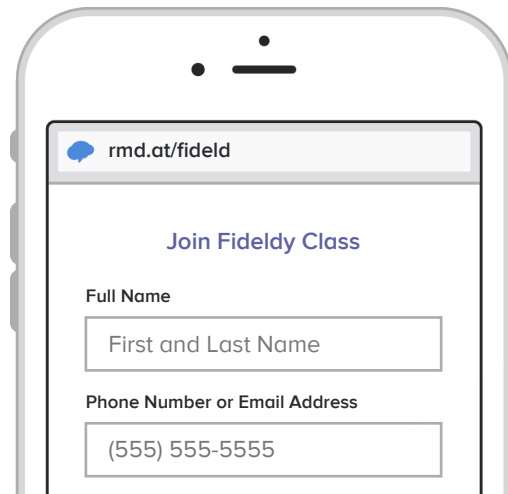 rmd.at/fideld
Join Fideldy Class
Full Name
First and Last Name
Phone Number or Email Address
(555) 555-5555